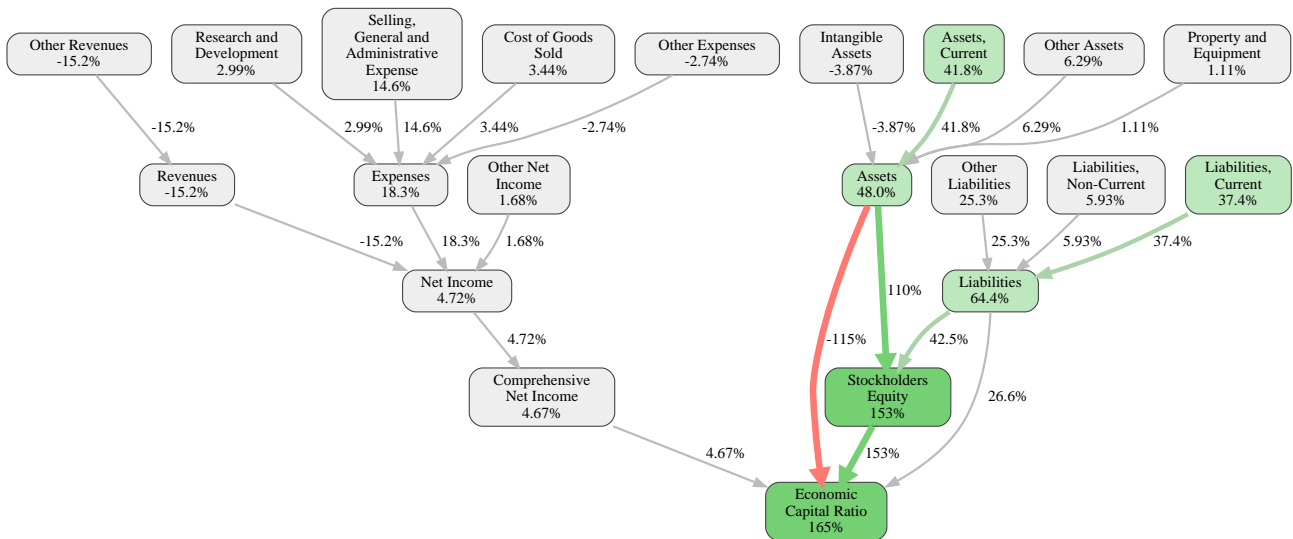 Other Revenues
-15.2%
Research and
Development
2.99%
Selling,
General and
Administrative
Expense
14.6%
Cost of Goods
Sold
3.44%
Other Expenses
-2.74%
Intangible
Assets
-3.87%
Assets,
Current
41.8%
Other Assets
6.29%
Property and
Equipment
1.11%
-15.2%
2.99%
14.6%
3.44%
-2.74%
-3.87%
41.8%
6.29%
1.11%
Revenues
-15.2%
Expenses
18.3%
Other Net
Income
1.68%
Assets
48.0%
Other
Liabilities
25.3%
Liabilities,
Non-Current
5.93%
Liabilities,
Current
37.4%
-15.2%
18.3%
1.68%
25.3%
5.93%
37.4%
Net Income
4.72%
Liabilities
64.4%
110%
4.72%
-115%
42.5%
Comprehensive
Net Income
4.67%
Stockholders
Equity
153%
26.6%
4.67%
153%
Economic
Capital Ratio
165%